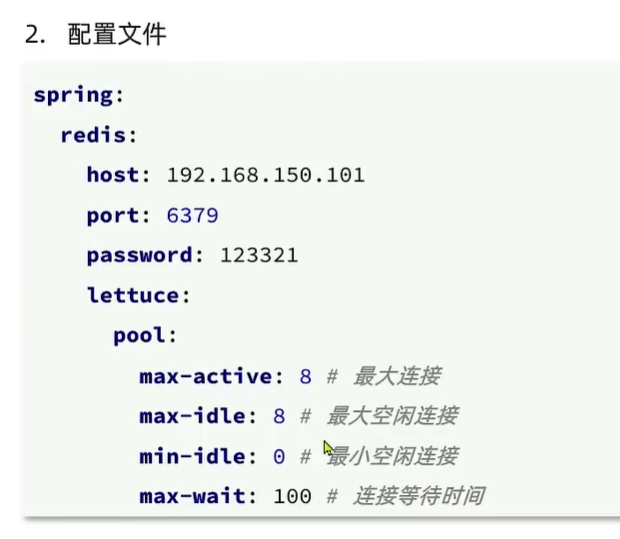 2. 配置文件
spring:
  redis:
    host: 192.168.150.101
    port: 6379
    password: 123321
    lettuce:
      pool:
        max-active: 8 # 最大连接
        max-idle: 8 # 最大空闲连接
        min-idle: 0 # 最小空闲连接
        max-wait: 100 # 连接等待时间